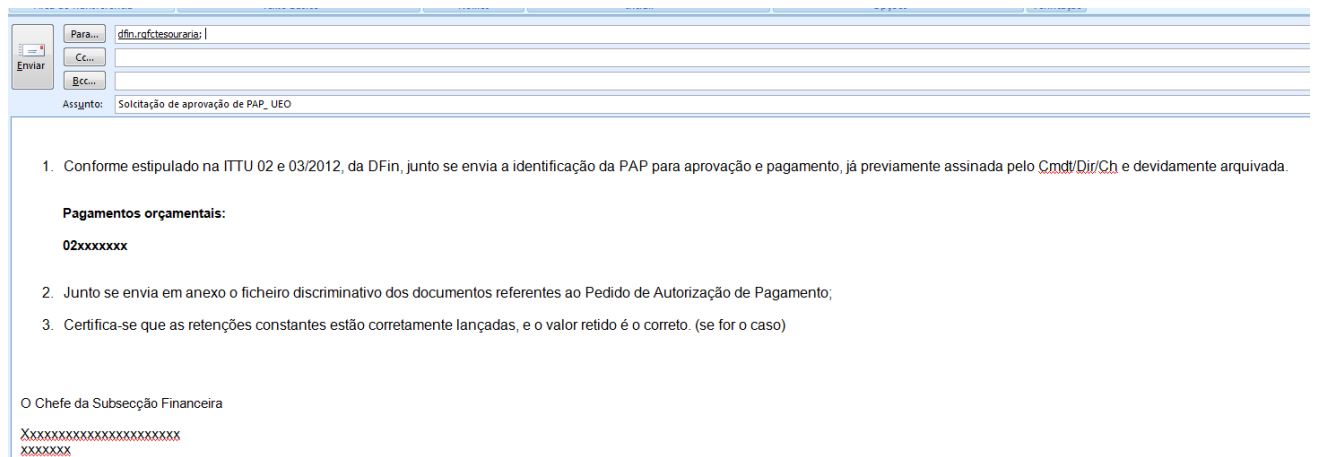 Para...
dfin.rqfctesouraria;
Cc...
Enviar
Bcc...
Assunto:
Solcitação de aprovação de PAP_ UEO
1. Conforme estipulado na ITTU 02 e 03/2012, da DFin, junto se envia a identificação da PAP para aprovação e pagamento, já previamente assinada pelo Cmdt/Dir/Ch e devidamente arquivada.
Pagamentos orçamentais:
02xxxxxxx
2. Junto se envia em anexo o ficheiro discriminativo dos documentos referentes ao Pedido de Autorização de Pagamento;
3. Certifica-se que as retenções constantes estão corretamente lançadas, e o valor retido é o correto. (se for o caso)
O Chefe da Subsecção Financeira
Xxxxxxxxxxxxxxxxxxxxxx
xxxxxxx